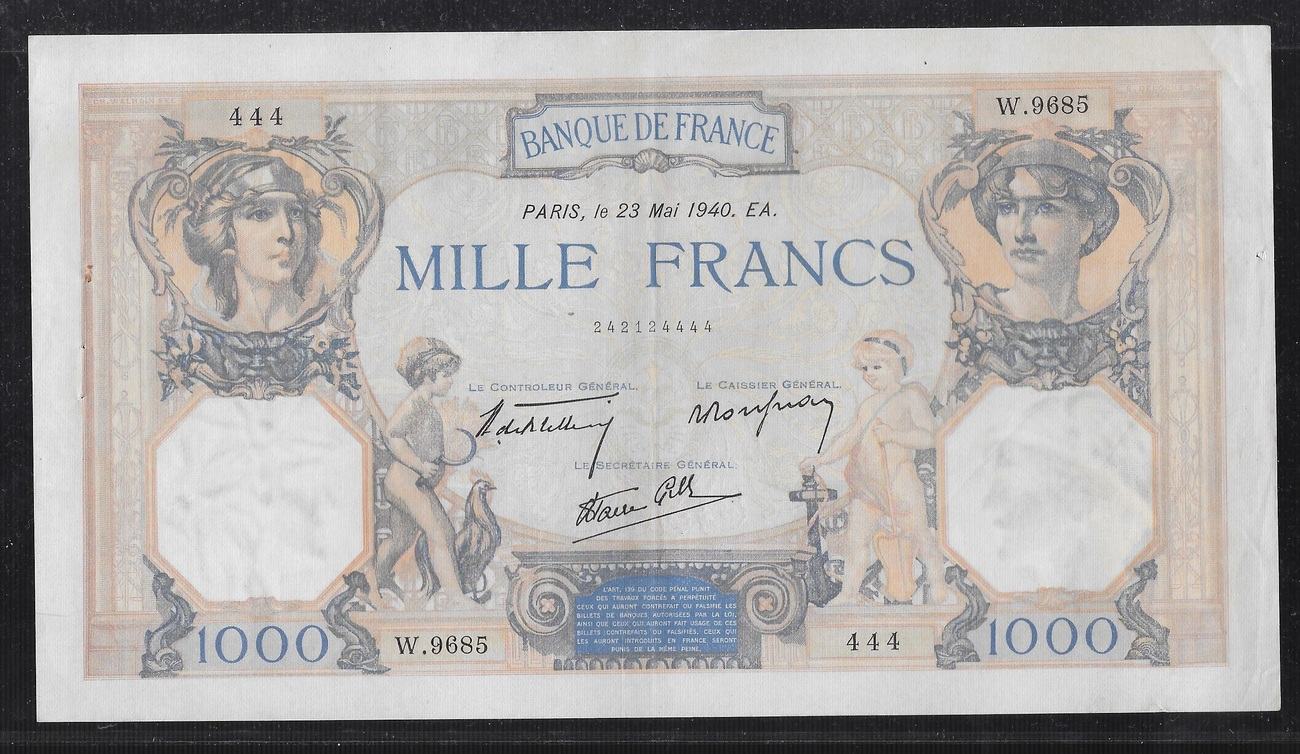 444
W.9685
BANQUE DE FRANCE
PARIS, le 23 Mai 1940. EA.
MILLE FRANCS
242124444
LE CONTROLEUR GÉNÉRAL,
LE CAISSIER GÉNÉRAL,
LE SECRÉTAIRE GÉNÉRAL,
L'ART. 139 DU CODE PÉNAL PUNIT
DES TRAVAUX FORCÉS A PERPÉTUITÉ
CEUX QUI AURONT CONTREFAIT OU FALSIFIÉ LES
BILLETS DE BANQUES AUTORISÉES PAR LA LOI,
AINSI QUE CEUX QUI AURONT FAIT USAGE DE CES
BILLETS CONTREFAITS OU FALSIFIÉS, CEUX QUI
LES AURONT INTRODUITS EN FRANCE SERONT
PUNIS DE LA MÊME PEINE.
1000
W.9685
444
1000